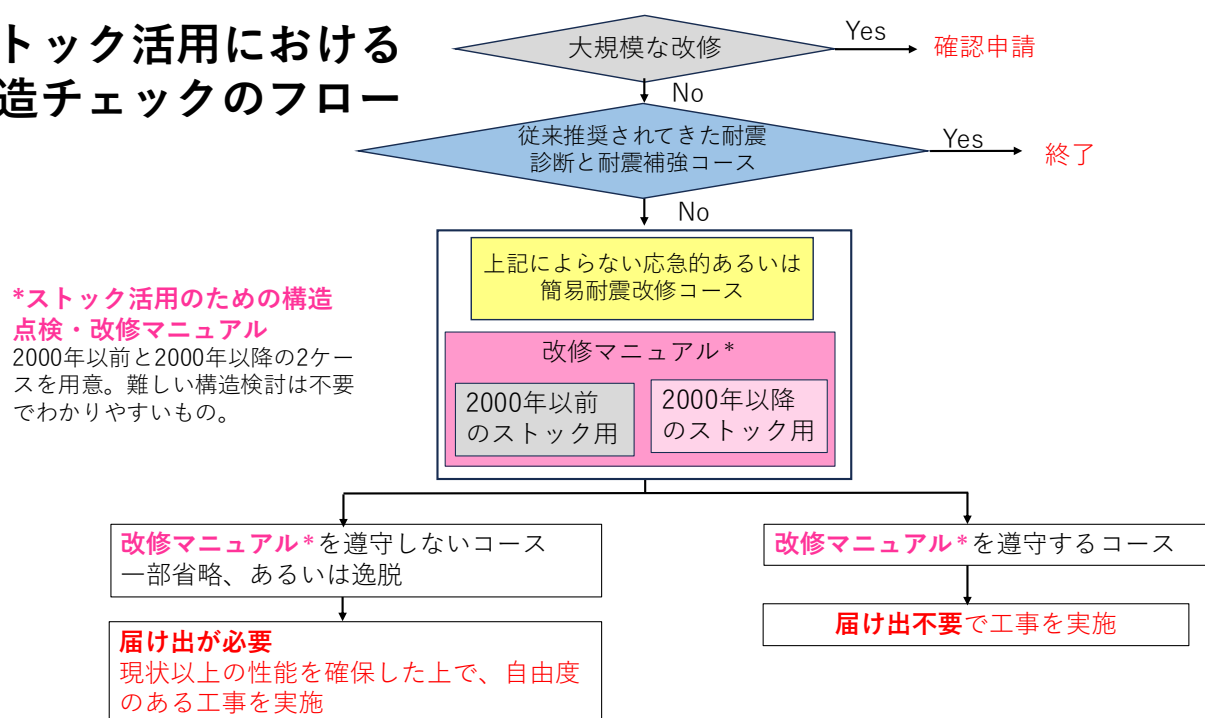 トック活用における
造チェックのフロー
大規模な改修
Yes
確認申請
No
従来推奨されてきた耐震
診断と耐震補強コース
Yes
終了
No
上記によらない応急的あるいは
簡易耐震改修コース
*ストック活用のための構造
点検・改修マニュアル
2000年以前と2000年以降の2ケー
スを用意。難しい構造検討は不要
でわかりやすいもの。
改修マニュアル*
2000年以前
のストック用
2000年以降
のストック用
改修マニュアル*を遵守しないコース
一部省略、あるいは逸脱
改修マニュアル*を遵守するコース
届け出が必要
現状以上の性能を確保した上で、自由度
のある工事を実施
届け出不要で工事を実施